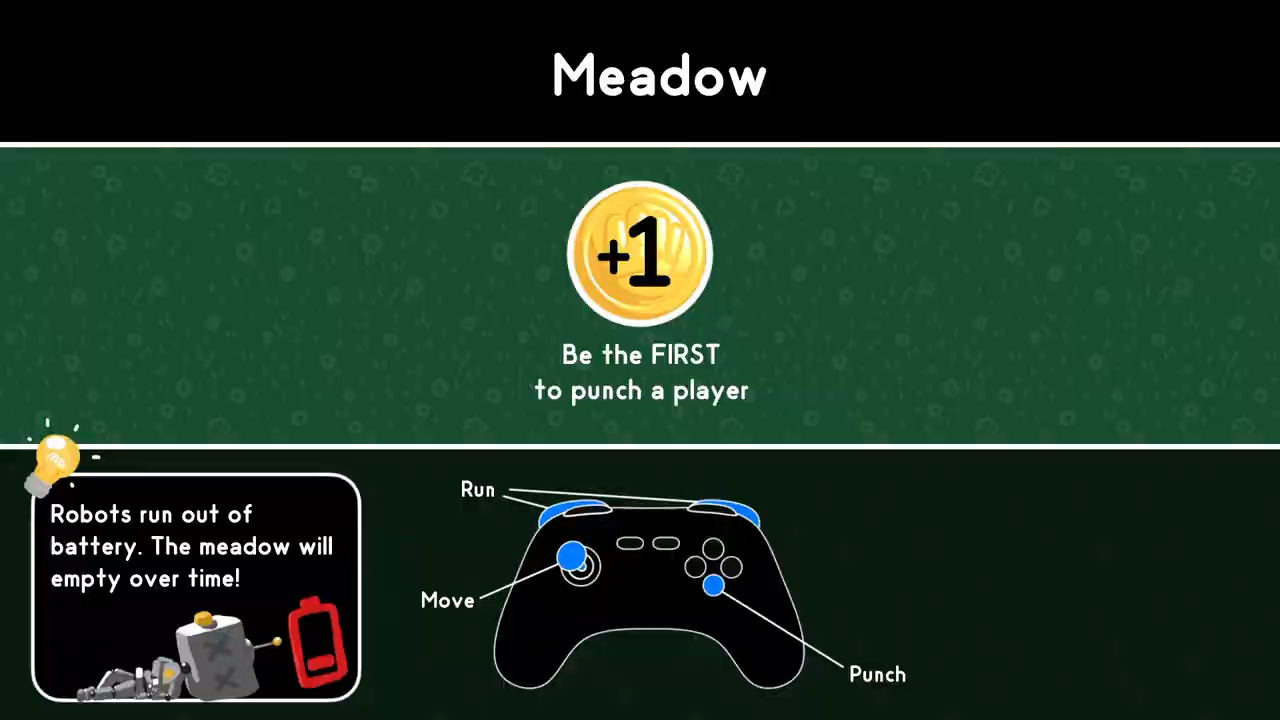 Meadow
+1
Be the FIRST
to punch a player
Robots run out of
battery. The meadow will
empty over time!
Run
Move
Punch